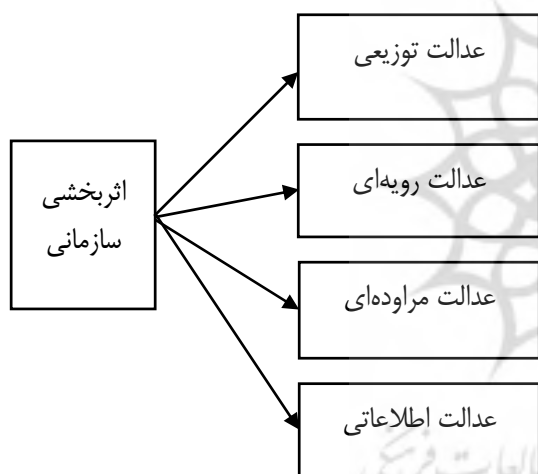 عدالت توزیعی
عدالت رویه‌ای
اثربخشی
سازمانی
عدالت مراوده‌ای
عدالت اطلاعاتی